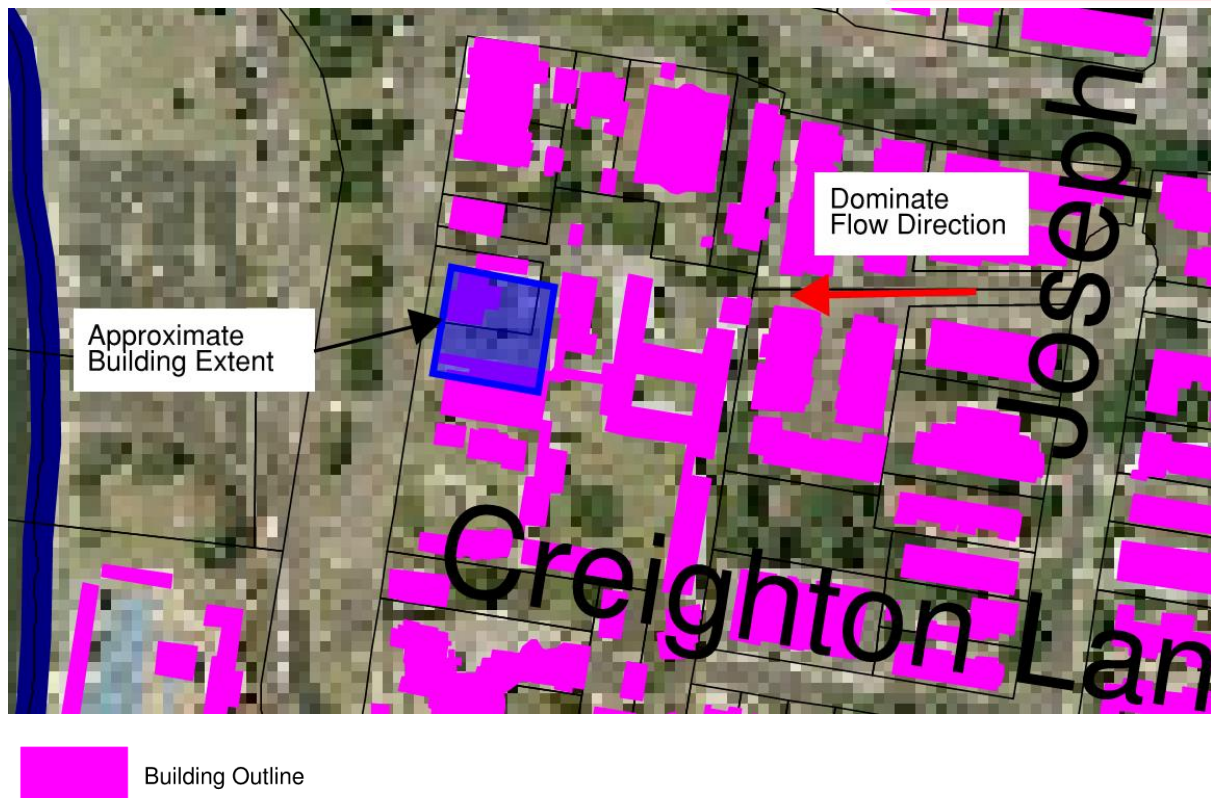 Joseph
Dominate
Flow Direction
Approximate
Building Extent
Creighton Lan
Building Outline